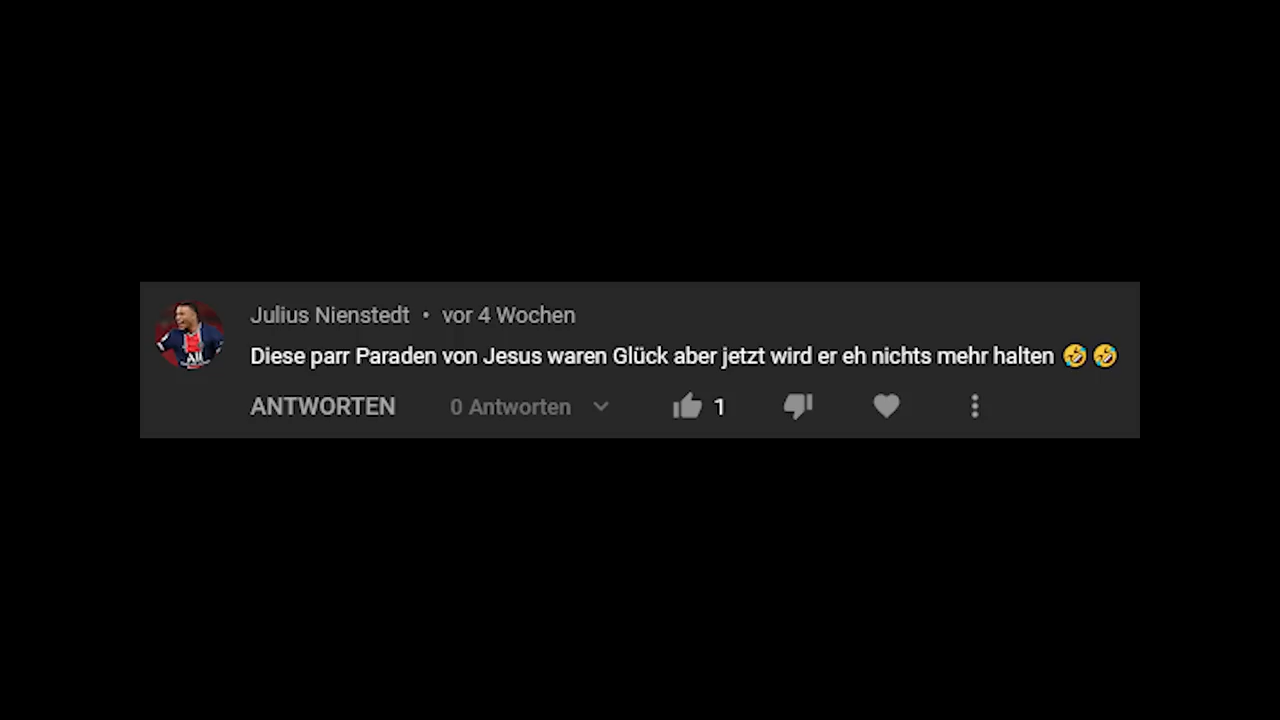 Julius Nienstedt • vor 4 Wochen
Diese parr Paraden von Jesus waren Glück aber jetzt wird er eh nichts mehr halten 🤣🤣
ANTWORTEN 0 Antworten 1